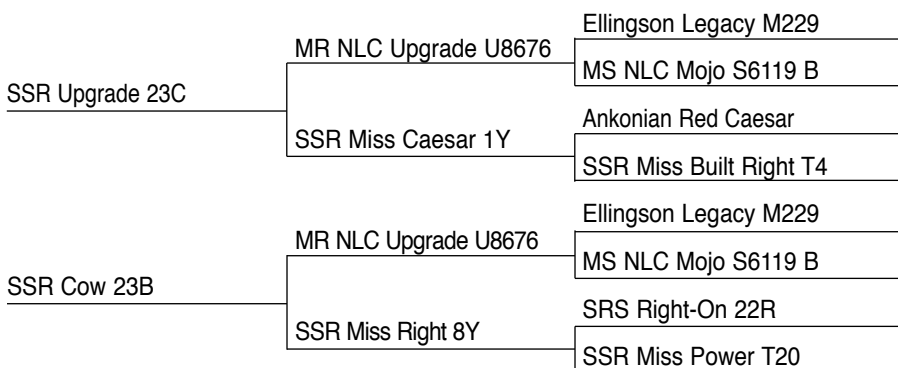 Ellingson Legacy M229
MR NLC Upgrade U8676
MS NLC Mojo S6119 B
SSR Upgrade 23C
Ankonian Red Caesar
SSR Miss Caesar 1Y
SSR Miss Built Right T4
Ellingson Legacy M229
MR NLC Upgrade U8676
MS NLC Mojo S6119 B
SSR Cow 23B
SRS Right-On 22R
SSR Miss Right 8Y
SSR Miss Power T20